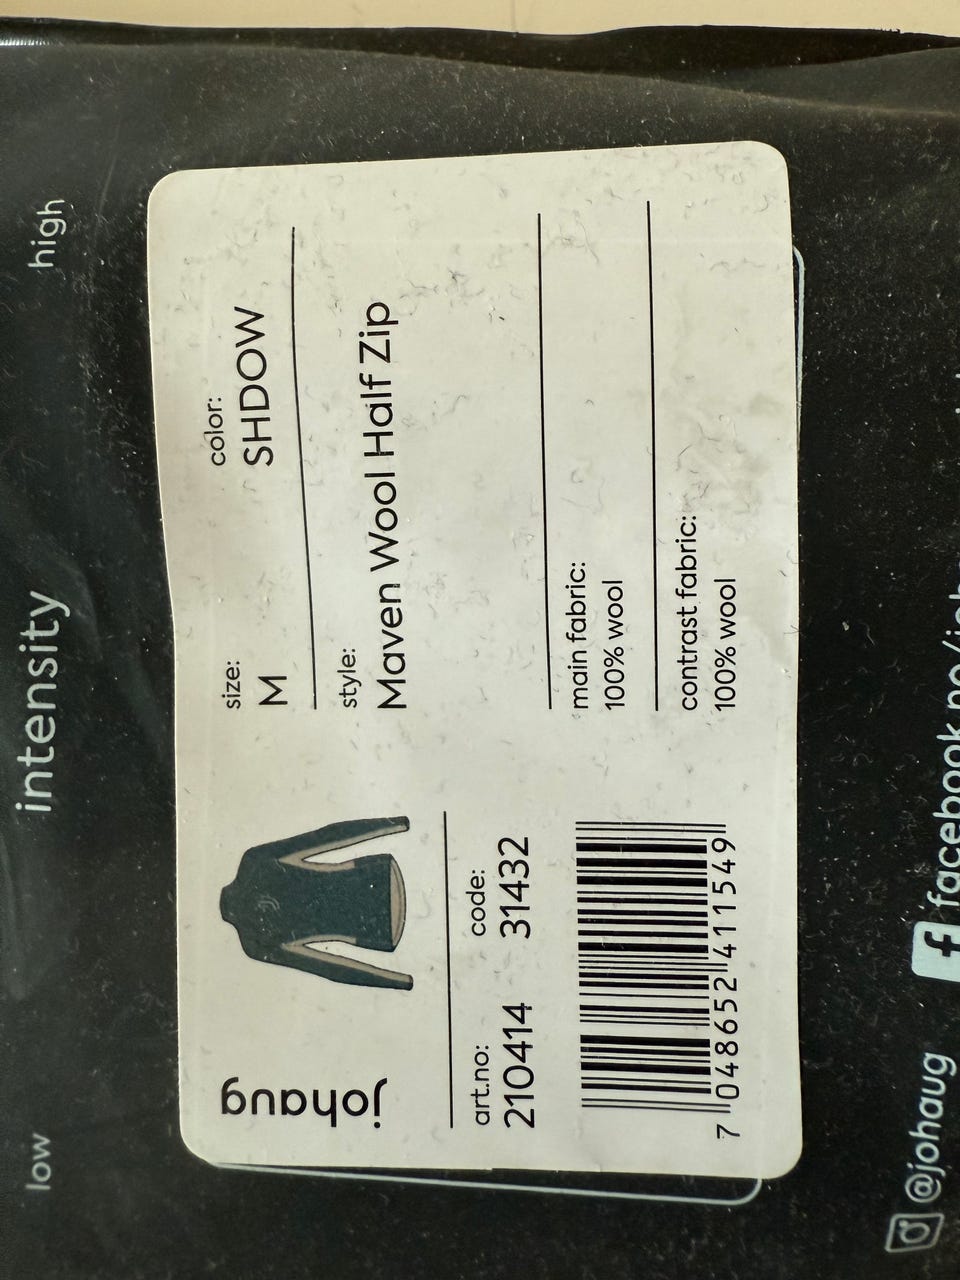 low intensity high
johaug
art.no: code:
210414 31432
7 048652 411549
size: color:
M SHDOW
style:
Maven Wool Half Zip
main fabric:
100% wool
contrast fabric:
100% wool
@johaug